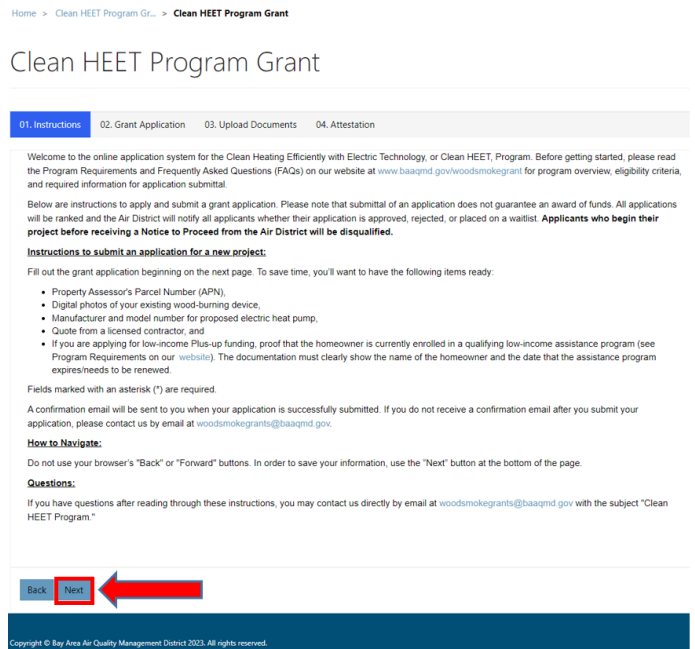 Home > Clean HEET Program Gr... > Clean HEET Program Grant
Clean HEET Program Grant
01. Instructions 02. Grant Application 03. Upload Documents 04. Attestation
Welcome to the online application system for the Clean Heating Efficiently with Electric Technology, or Clean HEET, Program. Before getting started, please read
the Program Requirements and Frequently Asked Questions (FAQs) on our website at www.baaqmd.gov/woodsmokegrant for program overview, eligibility criteria,
and required information for application submittal.
Below are instructions to apply and submit a grant application. Please note that submittal of an application does not guarantee an award of funds. All applications
will be ranked and the Air District will notify all applicants whether their application is approved, rejected, or placed on a waitlist. Applicants who begin their
project before receiving a Notice to Proceed from the Air District will be disqualified.
Instructions to submit an application for a new project:
Fill out the grant application beginning on the next page. To save time, you'll want to have the following items ready:
• Property Assessor's Parcel Number (APN),
• Digital photos of your existing wood-burning device,
• Manufacturer and model number for proposed electric heat pump,
• Quote from a licensed contractor, and
• If you are applying for low-income Plus-up funding, proof that the homeowner is currently enrolled in a qualifying low-income assistance program (see
Program Requirements on our website). The documentation must clearly show the name of the homeowner and the date that the assistance program
expires/needs to be renewed.
Fields marked with an asterisk (*) are required.
A confirmation email will be sent to you when your application is successfully submitted. If you do not receive a confirmation email after you submit your
application, please contact us by email at woodsmokegrants@baaqmd.gov.
How to Navigate:
Do not use your browser's "Back" or "Forward" buttons. In order to save your information, use the "Next" button at the bottom of the page.
Questions:
If you have questions after reading through these instructions, you may contact us directly by email at woodsmokegrants@baaqmd.gov with the subject "Clean
HEET Program."
Back Next
Copyright © Bay Area Air Quality Management District 2023. All rights reserved.